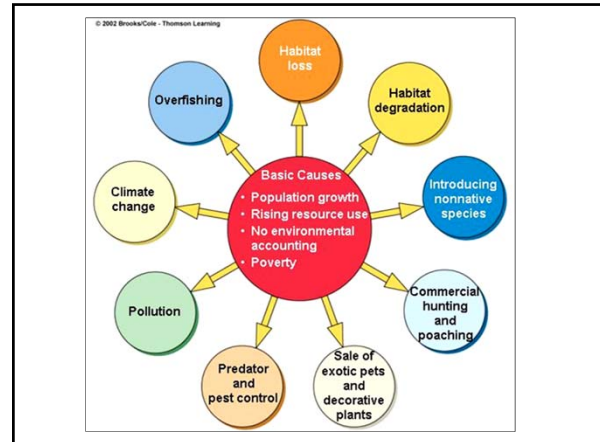 © 2002 Brooks/Cole - Thomson Learning
Habitat
loss
Habitat
degradation
Introducing
nonnative
species
Commercial
hunting
and
poaching
Sale of
exotic pets
and
decorative
plants
Predator
and
pest control
Pollution
Climate
change
Overfishing
Basic Causes
• Population growth
• Rising resource use
• No environmental
accounting
• Poverty